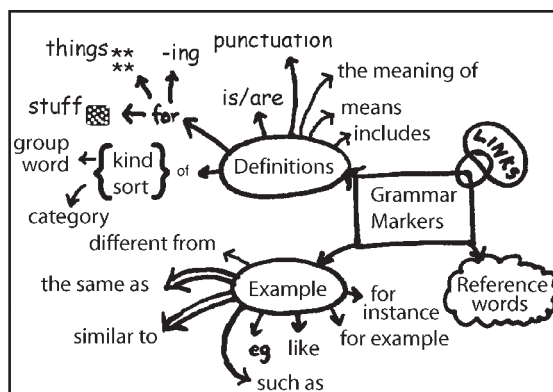 things ** **
-ing
punctuation
the meaning of
stuff
for
is/are
means
includes
group
word
{ kind
sort }
of
Definitions
category
LINKS
Grammar
Markers
different from
the same as
Example
for
instance
Reference
words
similar to
eg
like
for example
such as